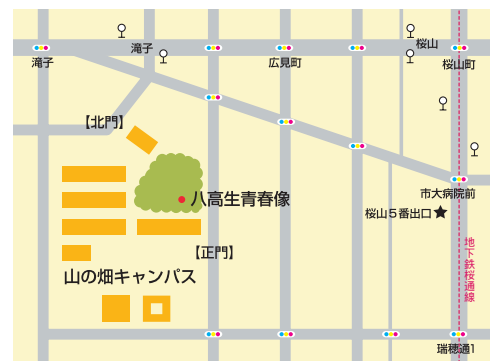 滝子
桜山
滝子
広見町
桜山町
【北門】
八高生青春像
市大病院前
桜山5番出口★
【正門】
地下鉄桜通線
山の畑キャンパス
瑞穂通1